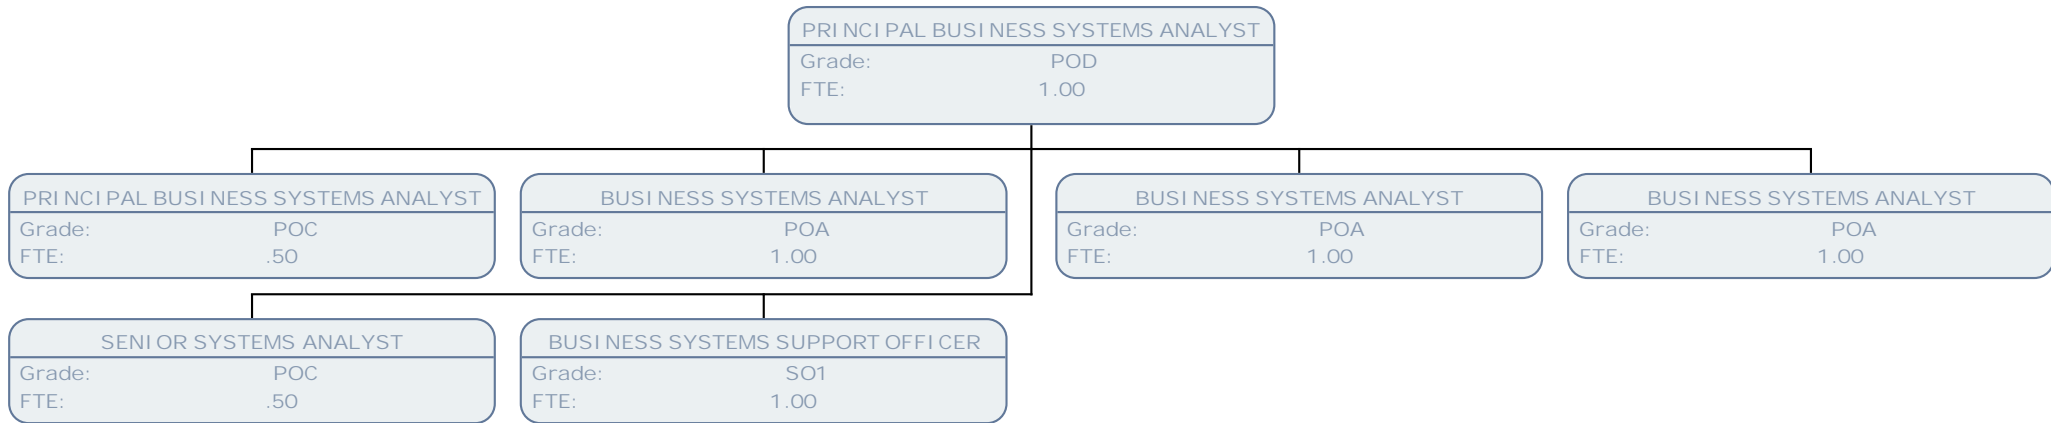 PRINCIPAL BUSINESS SYSTEMS ANALYST
Grade: POD
FTE: 1.00
PRINCIPAL BUSINESS SYSTEMS ANALYST
Grade: POC
FTE: .50
BUSINESS SYSTEMS ANALYST
Grade: POA
FTE: 1.00
BUSINESS SYSTEMS ANALYST
Grade: POA
FTE: 1.00
BUSINESS SYSTEMS ANALYST
Grade: POA
FTE: 1.00
SENIOR SYSTEMS ANALYST
Grade: POC
FTE: .50
BUSINESS SYSTEMS SUPPORT OFFICER
Grade: SO1
FTE: 1.00